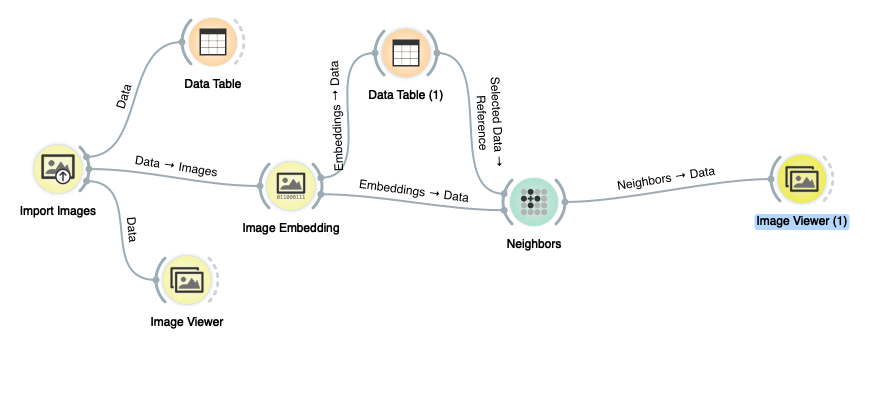 Data Table
Data
Data Table (1)
Embeddings → Data
Selected Data →
Reference
Import Images
Data → Images
011000111
Image Embedding
Embeddings → Data
Neighbors
Neighbors → Data
Image Viewer (1)
Data
Image Viewer